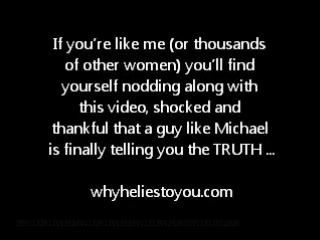 If you're like me (or thousands
of other women) you'll find
yourself nodding along with
this video, shocked and
thankful that a guy like Michael
is finally telling you the TRUTH ...
whyheliestoyou.com